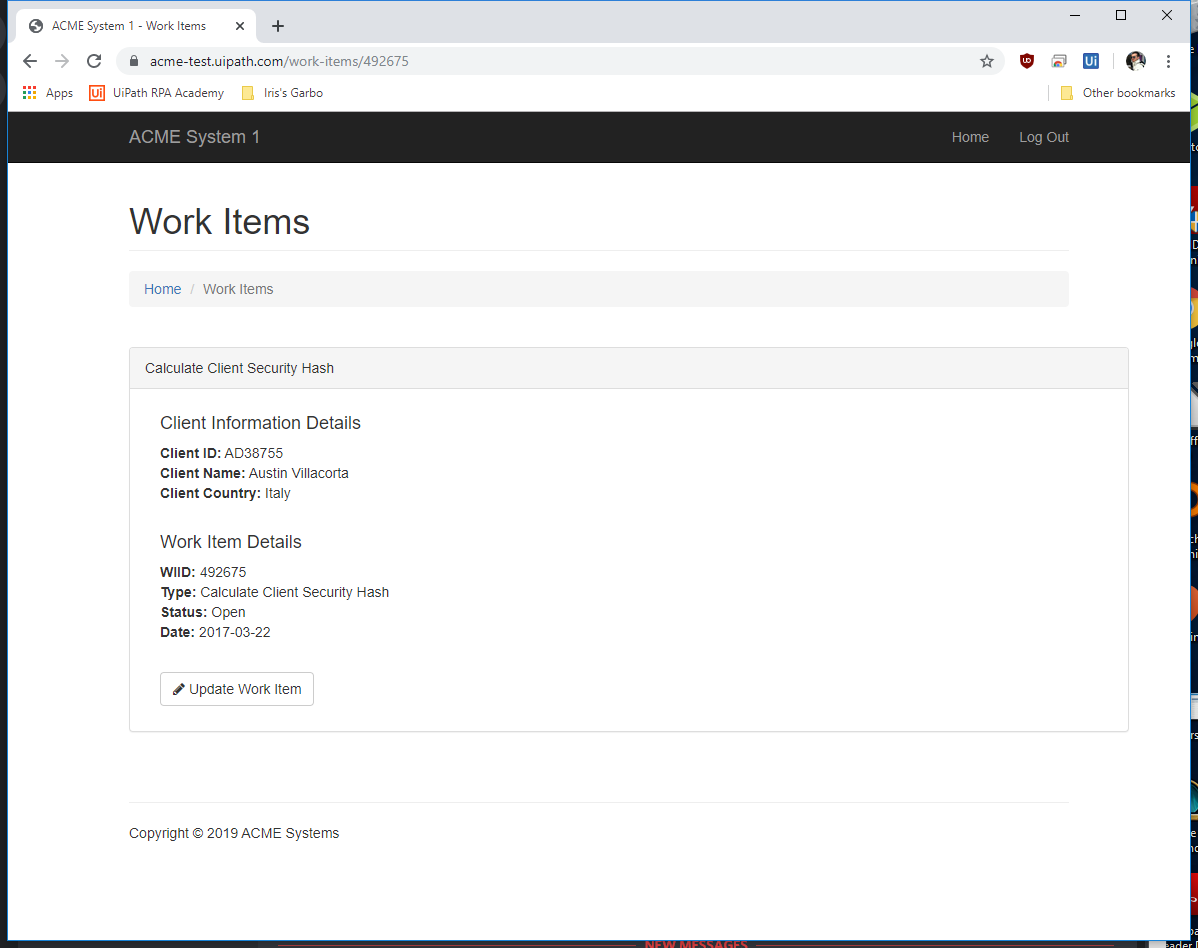 ACME System 1 - Work Items
acme-test.uipath.com/work-items/492675
Apps UiPath RPA Academy Iris's Garbo Other bookmarks
ACME System 1 Home Log Out
Work Items
Home / Work Items
Calculate Client Security Hash
Client Information Details
Client ID: AD38755
Client Name: Austin Villacorta
Client Country: Italy
Work Item Details
WIID: 492675
Type: Calculate Client Security Hash
Status: Open
Date: 2017-03-22
Update Work Item
Copyright © 2019 ACME Systems
NEW MESSAGES